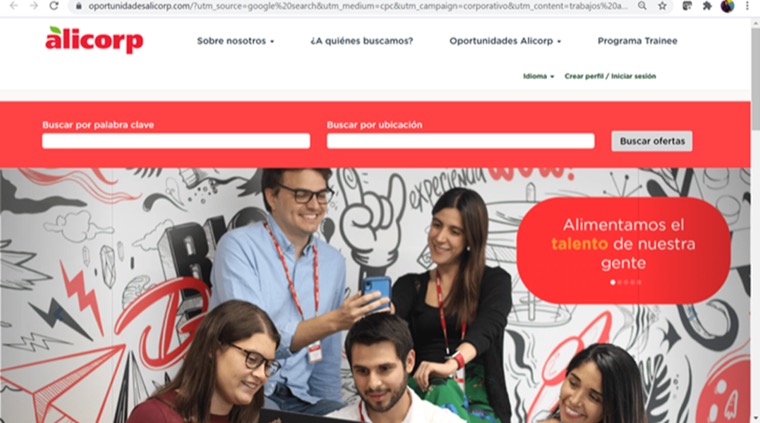 oportunidadesalicorp.com/?utm_source=google%20search&utm_medium=cpc&utm_campaign=corporativo&utm_content=trabajos%20a...
alicorp
Sobre nosotros
¿A quiénes buscamos?
Oportunidades Alicorp
Programa Trainee
Idioma
Crear perfil / Iniciar sesión
Buscar por palabra clave
Buscar por ubicación
Buscar ofertas
experiencia
wow!
alicorp
Alimentamos el
talento de nuestra
gente